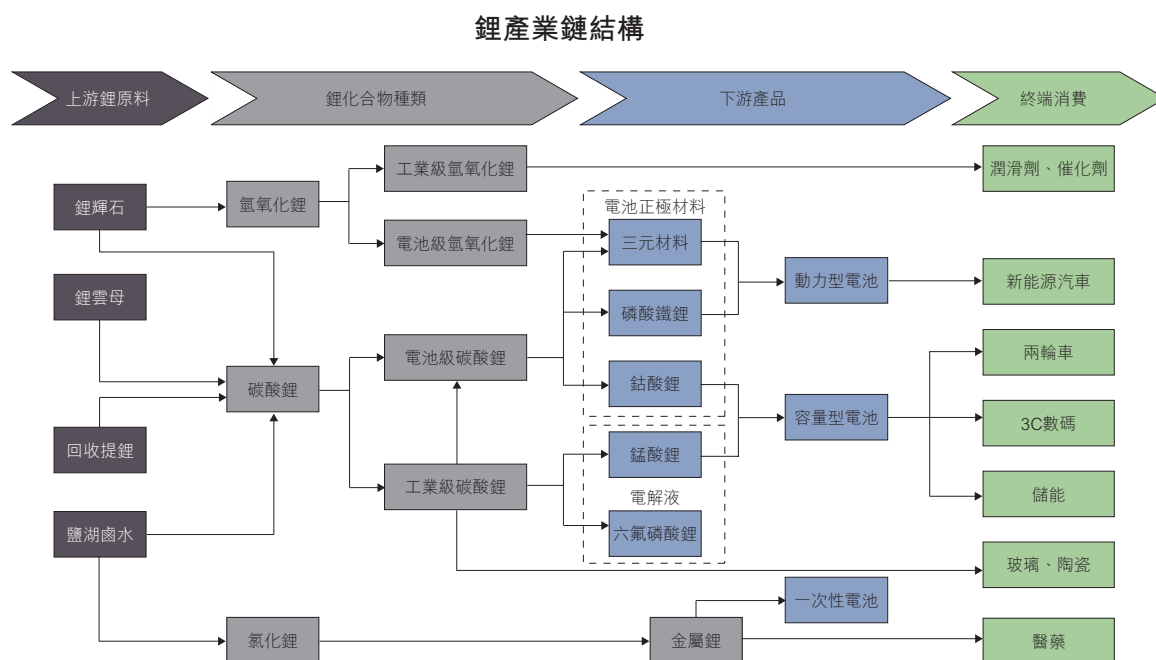 鋰產業鏈結構
上游鋰原料
鋰化合物種類
下游產品
終端消費
工業級氫氧化鋰
潤滑劑、催化劑
鋰輝石
氫氧化鋰
電池正極材料
電池級氫氧化鋰
三元材料
鋰雲母
動力型電池
新能源汽車
磷酸鐵鋰
電池級碳酸鋰
兩輪車
碳酸鋰
鈷酸鋰
容量型電池
3C數碼
回收提鋰
錳酸鋰
工業級碳酸鋰
電解液
儲能
鹽湖鹵水
六氟磷酸鋰
玻璃、陶瓷
一次性電池
氯化鋰
金屬鋰
醫藥